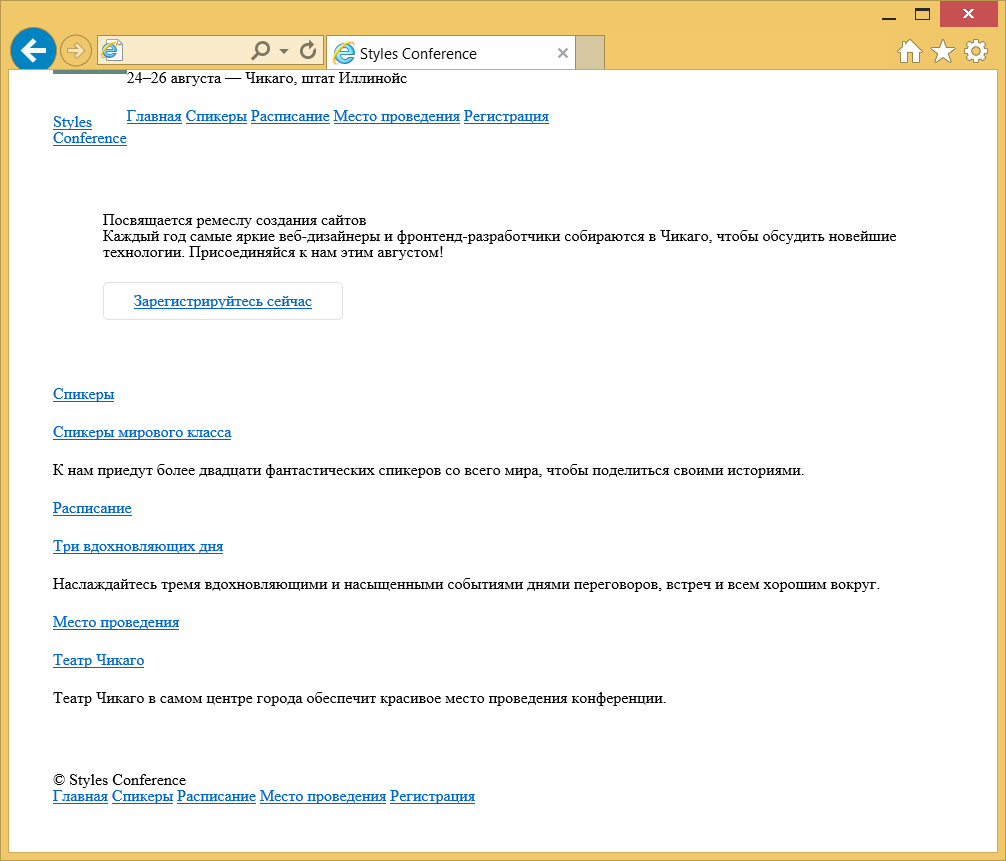 Styles Conference
24–26 августа — Чикаго, штат Иллинойс
Главная Спикеры Расписание Место проведения Регистрация
Styles
Conference
Посвящается ремеслу создания сайтов
Каждый год самые яркие веб-дизайнеры и фронтенд-разработчики собираются в Чикаго, чтобы обсудить новейшие
технологии. Присоединяйся к нам этим августом!
Зарегистрируйтесь сейчас
Спикеры
Спикеры мирового класса
К нам приедут более двадцати фантастических спикеров со всего мира, чтобы поделиться своими историями.
Расписание
Три вдохновляющих дня
Наслаждайтесь тремя вдохновляющими и насыщенными событиями днями переговоров, встреч и всем хорошим вокруг.
Место проведения
Театр Чикаго
Театр Чикаго в самом центре города обеспечит красивое место проведения конференции.
© Styles Conference
Главная Спикеры Расписание Место проведения Регистрация